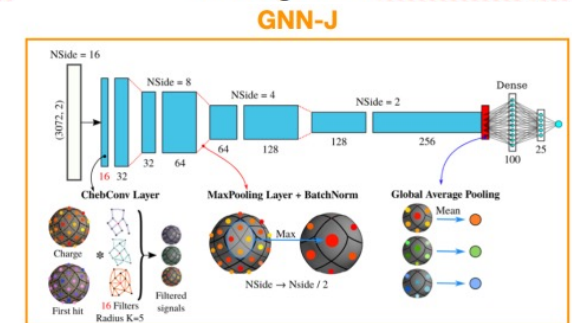 GNN-J
NSide = 16
NSide = 8
NSide = 4
NSide = 2
Dense
(3072, 2)
16 32
32
64
64
128
128
256
100
25
ChebConv Layer
MaxPooling Layer + BatchNorm
Global Average Pooling
Charge
*
First hit
16 Filters
Radius K=5
Filtered
signals
Max
NSide → Nside / 2
Mean